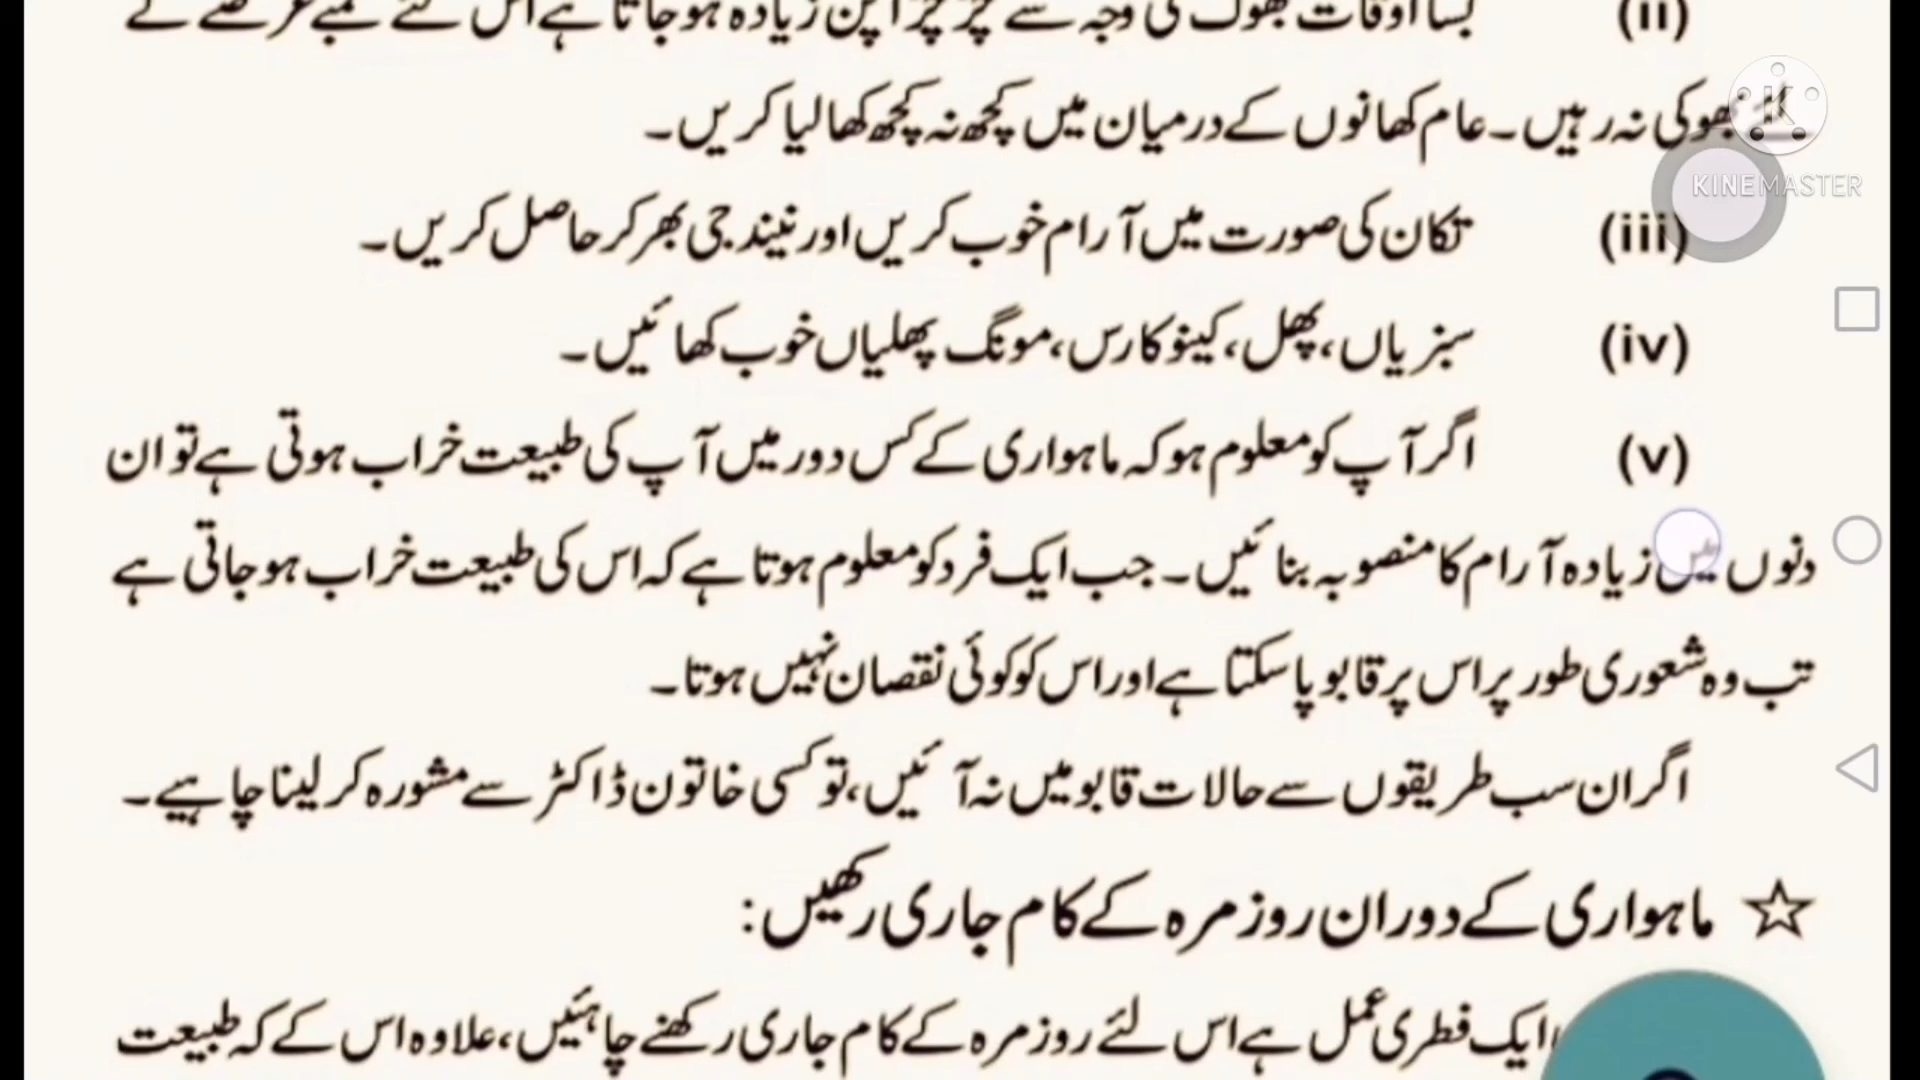 (ii) بسا اوقات بھوک کی وجہ سے چڑچڑا پن زیادہ ہو جاتا ہے اس لئے لمبے عرصے کے
بھوکی نہ رہیں۔ عام کھانوں کے درمیان میں کچھ نہ کچھ کھا لیا کریں۔
KINEMASTER
(iii) تکان کی صورت میں آرام خوب کریں اور نیند جی بھر کر حاصل کریں۔
(iv) سبزیاں، پھل، کینو کا رس، مونگ پھلیاں خوب کھائیں۔
(v) اگر آپ کو معلوم ہو کہ ماہواری کے کس دور میں آپ کی طبیعت خراب ہوتی ہے تو ان
دنوں میں زیادہ آرام کا منصوبہ بنائیں۔ جب ایک فرد کو معلوم ہوتا ہے کہ اس کی طبیعت خراب ہو جاتی ہے
تب وہ شعوری طور پر اس پر قابو پا سکتا ہے اور اس کو کوئی نقصان نہیں ہوتا۔
اگر ان سب طریقوں سے حالات قابو میں نہ آئیں، تو کسی خاتون ڈاکٹر سے مشورہ کر لینا چاہیے۔
☆ ماہواری کے دوران روزمرہ کے کام جاری رکھیں:
ایک فطری عمل ہے اس لئے روزمرہ کے کام جاری رکھنے چاہئیں، علاوہ اس کے کہ طبیعت